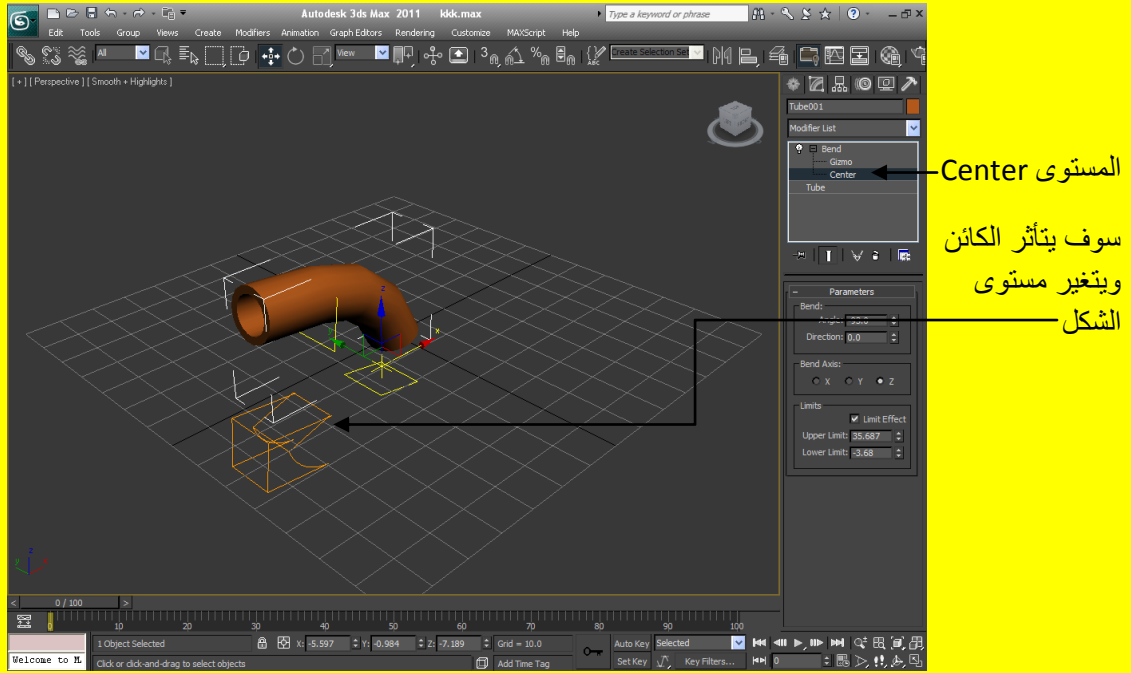 Autodesk 3ds Max 2011 kkk.max
Type a keyword or phrase
Edit Tools Group Views Create Modifiers Animation Graph Editors Rendering Customize MAXScript Help
All
View
3
ABC
Create Selection Set
[ + ] [ Perspective ] [ Smooth + Highlights ]
Tube001
Modifier List
Bend
Gizmo
Center
Tube
المستوى Center
سوف يتأثر الكائن
ويتغير مستوى
الشكل
Parameters
Bend:
Direction: 0.0
Bend Axis:
X Y Z
Limits
Limit Effect
Upper Limit: 35.687
Lower Limit: -3.68
z
x
z
y x
< 0 / 100 >
0 10 20 30 40 50 60 70 80 90 100
1 Object Selected
X: -5.597 Y: -0.984 Z: -7.189
Grid = 10.0
Auto Key Selected
Welcome to M
Click or click-and-drag to select objects
Add Time Tag
Set Key
Key Filters...
0